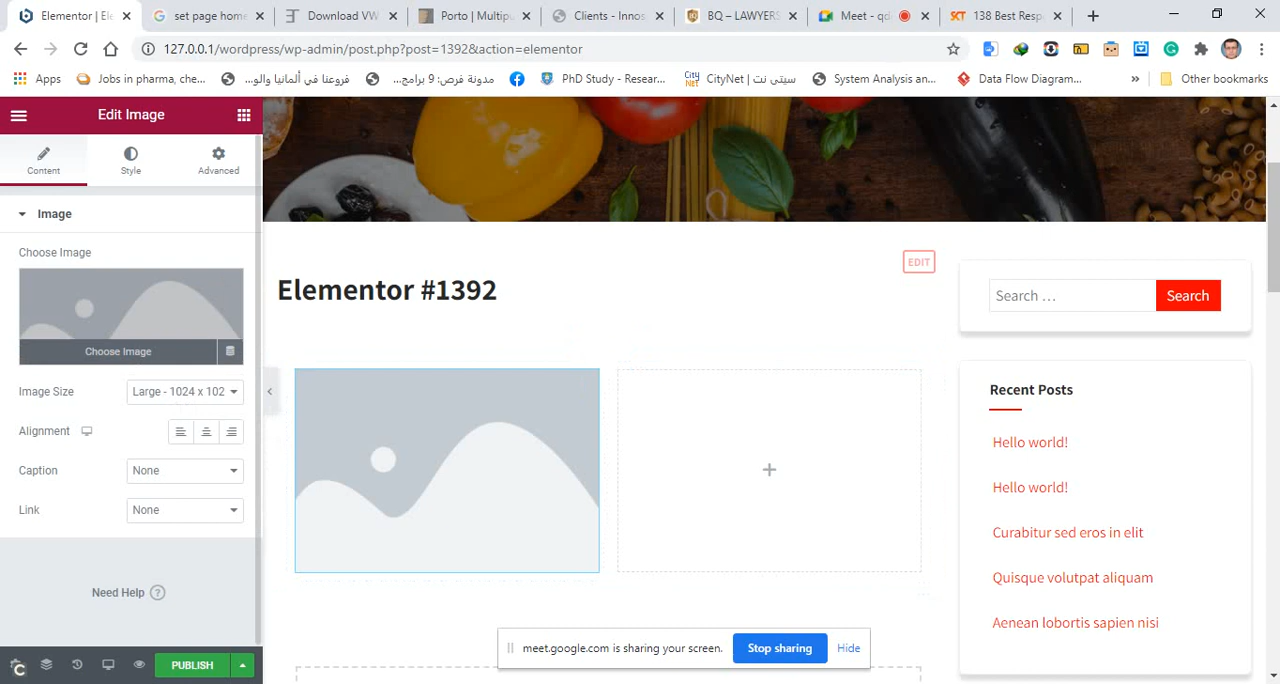 Elementor | Ele
set page home
Download VW
Porto | Multipu
Clients - Innos
BQ – LAWYERS
Meet - qd
138 Best Resp
127.0.0.1/wordpress/wp-admin/post.php?post=1392&action=elementor
Apps
Jobs in pharma, che...
فروعنا في ألمانيا والو...
مدونة فرص: 9 برامج...
PhD Study - Resear...
CityNet | سيتى نت
System Analysis an...
Data Flow Diagram...
»
Other bookmarks
Edit Image
Content
Style
Advanced
Image
Choose Image
Choose Image
Image Size
Large - 1024 x 102
Alignment
Caption
None
Link
None
Need Help ?
PUBLISH
EDIT
Elementor #1392
Search …
Search
Recent Posts
Hello world!
Hello world!
Curabitur sed eros in elit
Quisque volutpat aliquam
Aenean lobortis sapien nisi
meet.google.com is sharing your screen.
Stop sharing
Hide